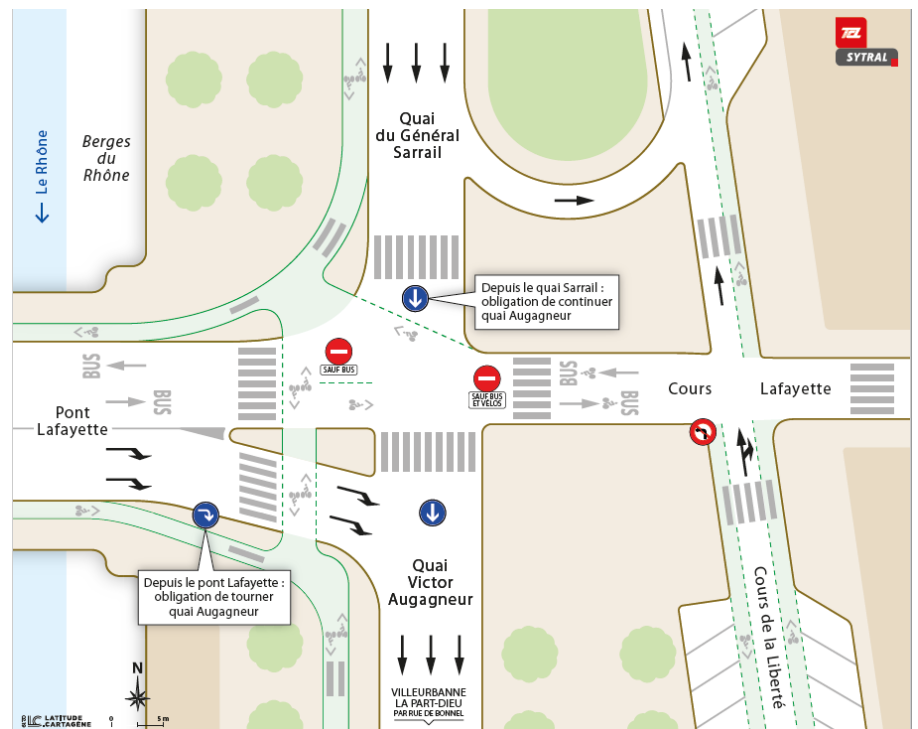 TCL
SYTRAL
Le Rhône
Berges
du
Rhône
Quai
du Général
Sarrail
Depuis le quai Sarrail :
obligation de continuer
quai Augagneur
SAUF BUS
SAUF BUS
ET VÉLOS
BUS
BUS
BUS
BUS
Pont
Lafayette
Cours
Lafayette
Depuis le pont Lafayette :
obligation de tourner
quai Augagneur
Quai
Victor
Augagneur
Cours de la Liberté
VILLEURBANNE
LA PART-DIEU
PAR RUE DE BONNEL
N
BLC LATITUDE
CARTAGÈNE
0 5 m